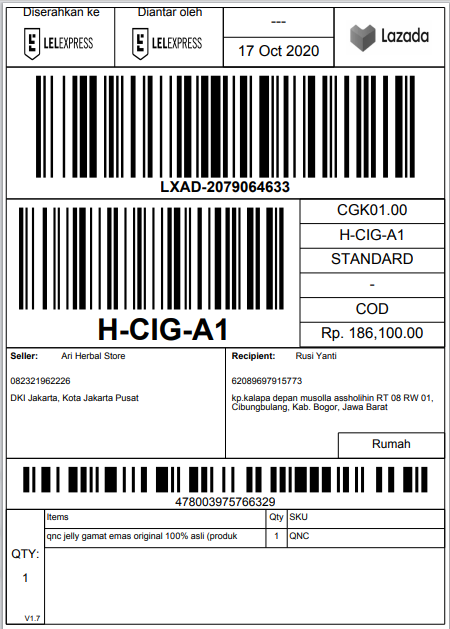 Diserahkan ke
Diantar oleh
---
LELEXPRESS
LELEXPRESS
17 Oct 2020
Lazada
LXAD-2079064633
CGK01.00
H-CIG-A1
STANDARD
-
COD
Rp. 186,100.00
H-CIG-A1
Seller: Ari Herbal Store
082321962226
DKI Jakarta, Kota Jakarta Pusat
Recipient: Rusi Yanti
62089697915773
kp.kalapa depan musolla assholihin RT 08 RW 01,
Cibungbulang, Kab. Bogor, Jawa Barat
Rumah
478003975766329
Items Qty SKU
qnc jelly gamat emas original 100% asli (produk 1 QNC
QTY:
1
V1.7